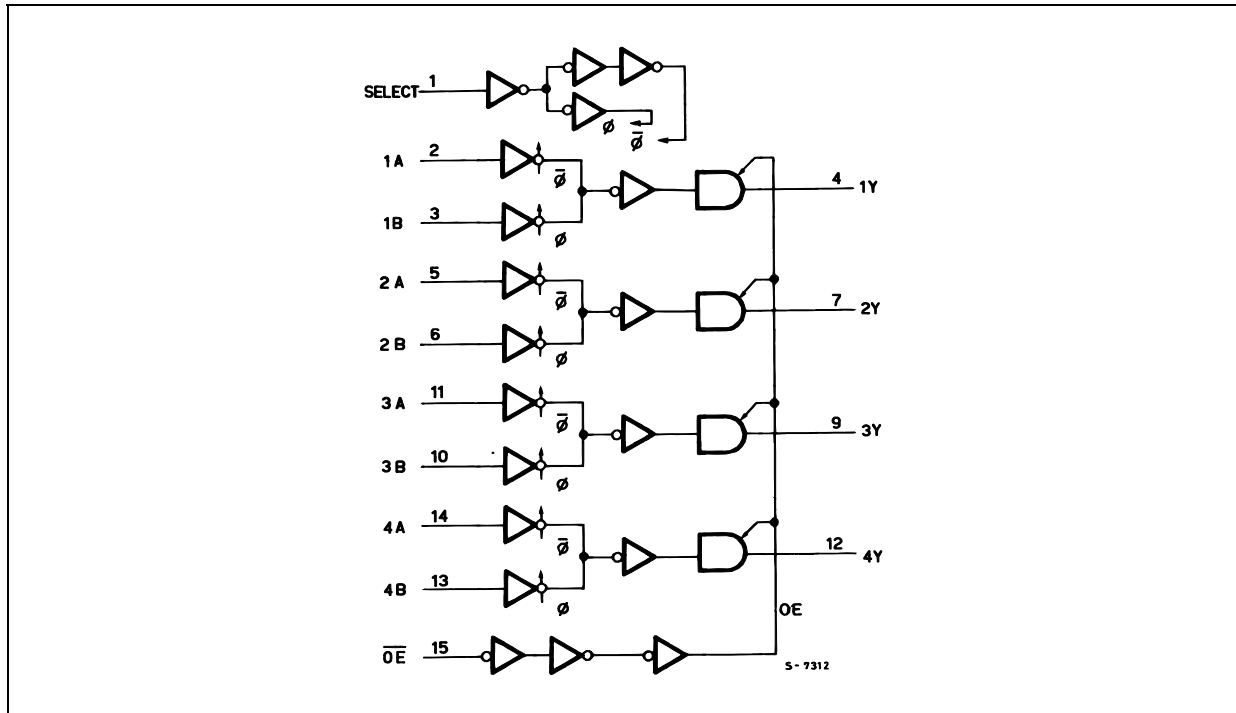 SELECT 1
ø
ø̄
1A 2
ø̄
4 1Y
1B 3
ø
2A 5
ø̄
7 2Y
2B 6
ø
3A 11
ø̄
9 3Y
3B 10
ø
4A 14
ø̄
12 4Y
4B 13
ø
OE
O̅E̅ 15
S-7312